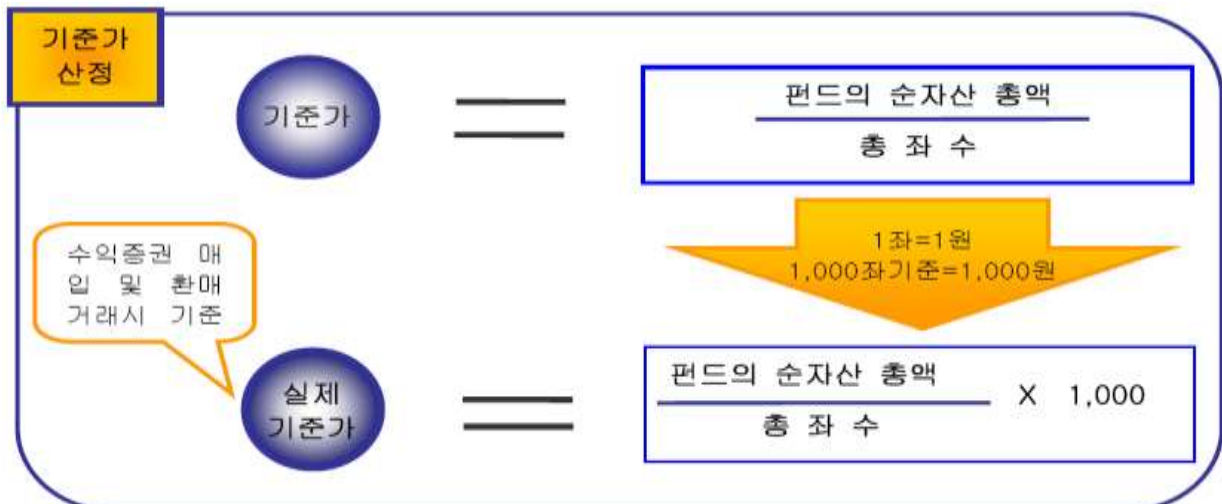 기준가
산정
기준가
펀드의 순자산 총액
총 좌 수
1좌=1원
1,000좌기준=1,000원
수익증권 매
입 및 환매
거래시 기준
실제
기준가
펀드의 순자산 총액
총 좌 수
X 1,000